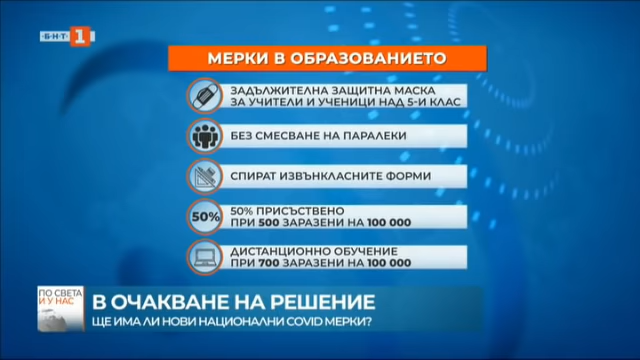 БНТ 1
МЕРКИ В ОБРАЗОВАНИЕТО
ЗАДЪЛЖИТЕЛНА ЗАЩИТНА МАСКА
ЗА УЧИТЕЛИ И УЧЕНИЦИ НАД 5-И КЛАС
БЕЗ СМЕСВАНЕ НА ПАРАЛЕКИ
СПИРАТ ИЗВЪНКЛАСНИТЕ ФОРМИ
50%
50% ПРИСЪСТВЕНО
ПРИ 500 ЗАРАЗЕНИ НА 100 000
ДИСТАНЦИОННО ОБУЧЕНИЕ
ПРИ 700 ЗАРАЗЕНИ НА 100 000
ПО СВЕТА
И У НАС
В ОЧАКВАНЕ НА РЕШЕНИЕ
ЩЕ ИМА ЛИ НОВИ НАЦИОНАЛНИ COVID МЕРКИ?